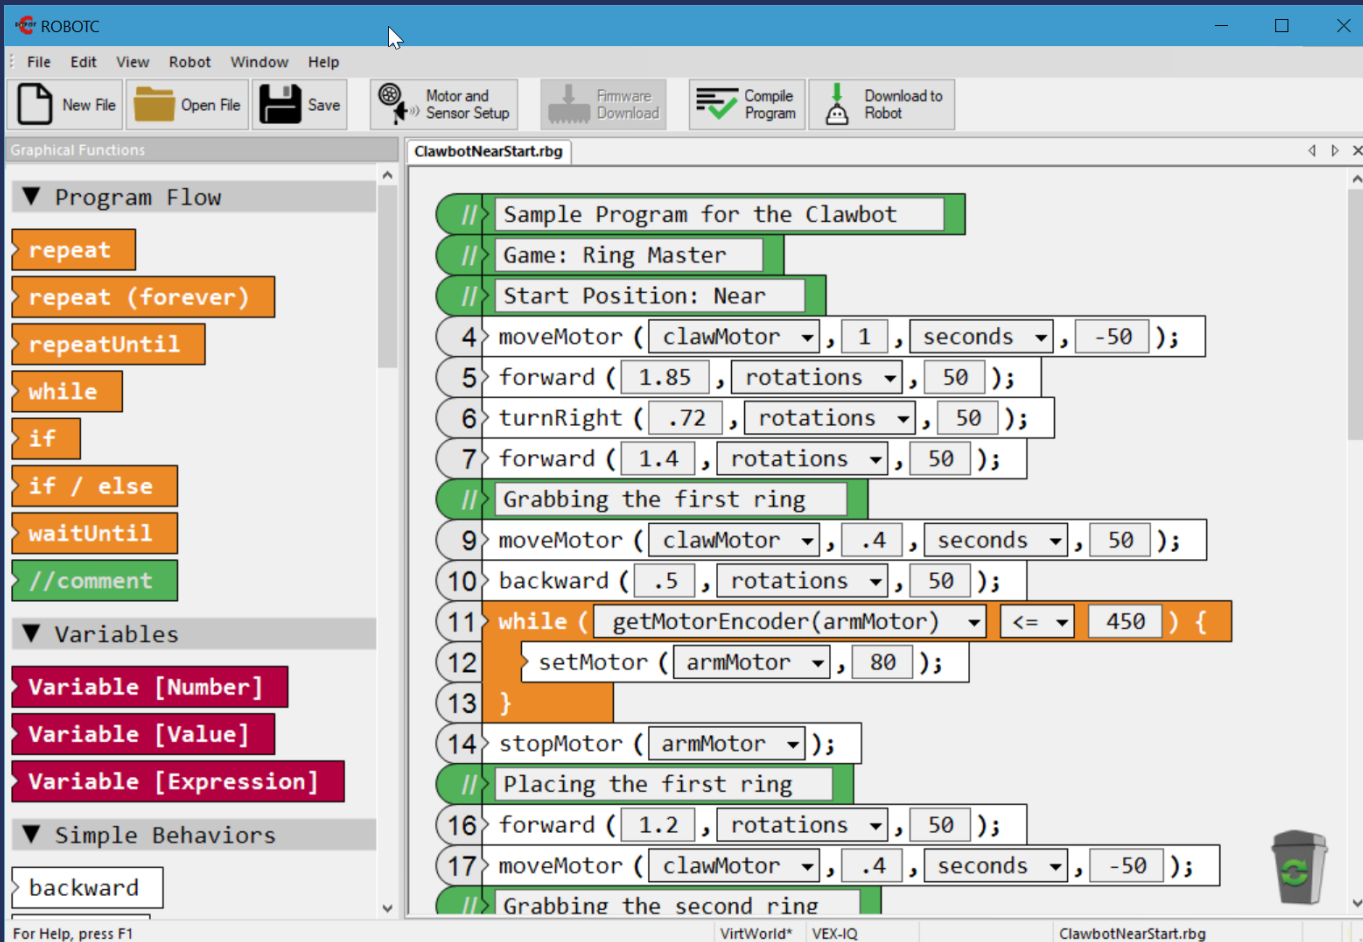 ROBOTC
File Edit View Robot Window Help
New File Open File Save Motor and Sensor Setup Firmware Download Compile Program Download to Robot
Graphical Functions
▼ Program Flow
repeat
repeat (forever)
repeatUntil
while
if
if / else
waitUntil
//comment
▼ Variables
Variable [Number]
Variable [Value]
Variable [Expression]
▼ Simple Behaviors
backward
ClawbotNearStart.rbg
// Sample Program for the Clawbot
// Game: Ring Master
// Start Position: Near
4 moveMotor ( clawMotor , 1 , seconds , -50 );
5 forward ( 1.85 , rotations , 50 );
6 turnRight ( .72 , rotations , 50 );
7 forward ( 1.4 , rotations , 50 );
// Grabbing the first ring
9 moveMotor ( clawMotor , .4 , seconds , 50 );
10 backward ( .5 , rotations , 50 );
11 while ( getMotorEncoder(armMotor) <= 450 ) {
12 setMotor ( armMotor , 80 );
13 }
14 stopMotor ( armMotor );
// Placing the first ring
16 forward ( 1.2 , rotations , 50 );
17 moveMotor ( clawMotor , .4 , seconds , -50 );
// Grabbing the second ring
For Help, press F1 VirtWorld* VEX-IQ ClawbotNearStart.rbg